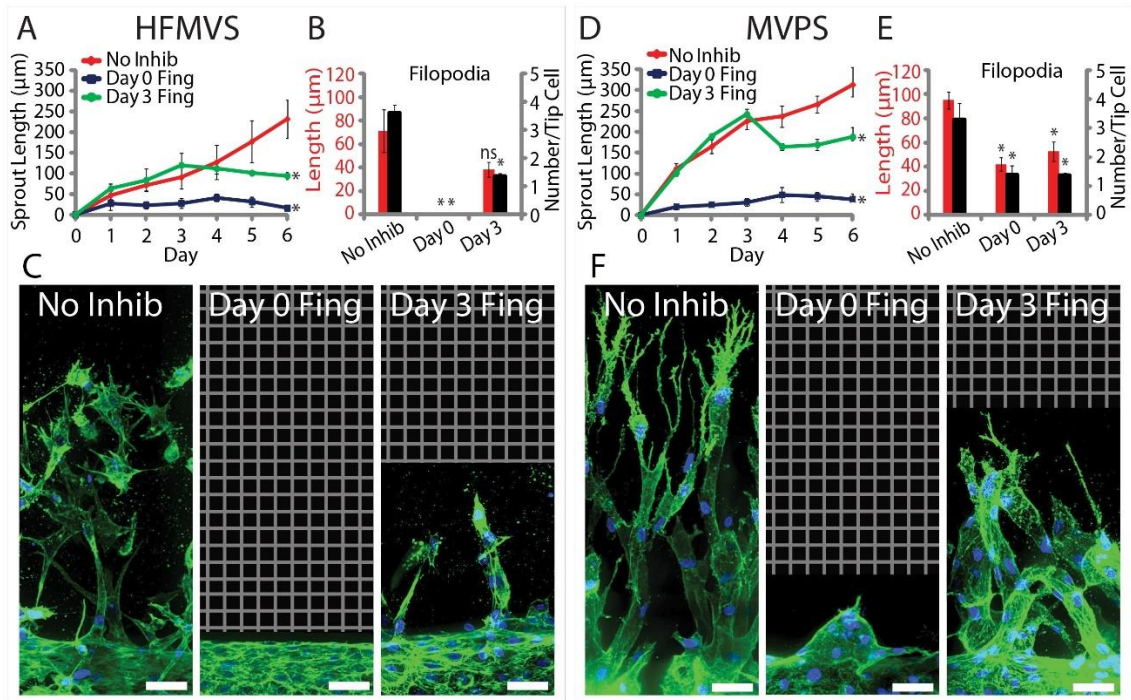 A HFMVS
No Inhib
Day 0 Fing
Day 3 Fing
Sprout Length (µm)
350
300
250
200
150
100
50
0
0 1 2 3 4 5 6
Day
*
*
B
Filopodia
Length (µm)
120
100
80
60
40
20
0
5
4
3
2
1
0
Number/Tip Cell
* *
ns *
No Inhib
Day 0
Day 3
C
No Inhib
Day 0 Fing
Day 3 Fing
D MVPS
No Inhib
Day 0 Fing
Day 3 Fing
Sprout Length (µm)
350
300
250
200
150
100
50
0
0 1 2 3 4 5 6
Day
*
*
E
Filopodia
Length (µm)
120
100
80
60
40
20
0
5
4
3
2
1
0
Number/Tip Cell
* *
* *
No Inhib
Day 0
Day 3
F
No Inhib
Day 0 Fing
Day 3 Fing